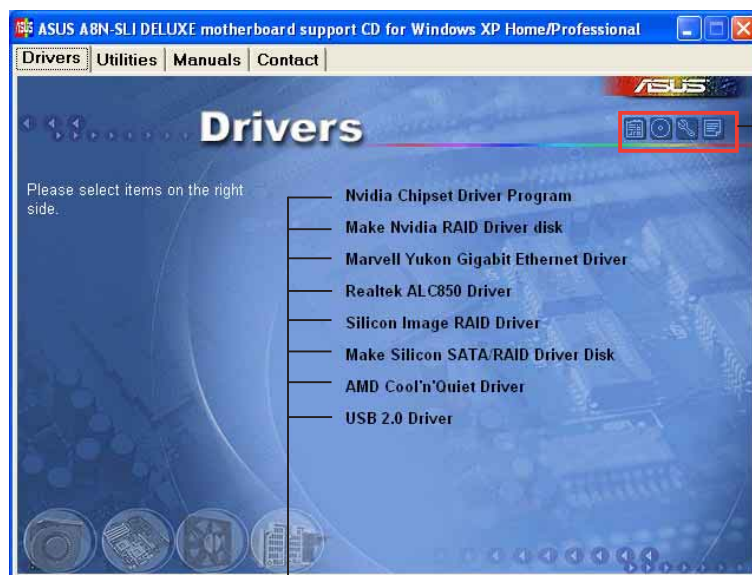 ASUS A8N-SLI DELUXE motherboard support CD for Windows XP Home/Professional
Drivers Utilities Manuals Contact
ASUS
Drivers
Please select items on the right
side.
Nvidia Chipset Driver Program
Make Nvidia RAID Driver disk
Marvell Yukon Gigabit Ethernet Driver
Realtek ALC850 Driver
Silicon Image RAID Driver
Make Silicon SATA/RAID Driver Disk
AMD Cool'n'Quiet Driver
USB 2.0 Driver